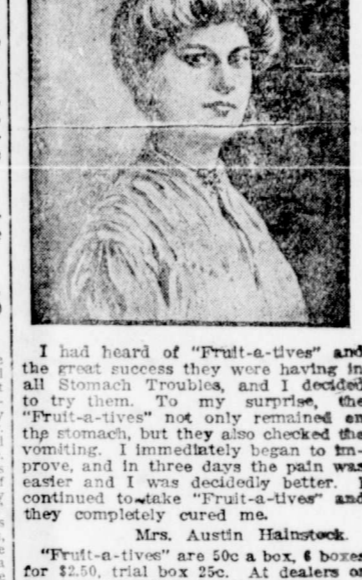 I had heard of "Fruit-a-tives" and
the great success they were having in
all Stomach Troubles, and I decided
to try them. To my surprise, the
"Fruit-a-tives" not only remained on
the stomach, but they also checked the
vomiting. I immediately began to im-
prove, and in three days the pain was
easier and I was decidedly better. I
continued to take "Fruit-a-tives" and
they completely cured me.
Mrs. Austin Hainstock.
"Fruit-a-tives" are 50c a box, 6 boxes
for $2.50, trial box 25c. At dealers or